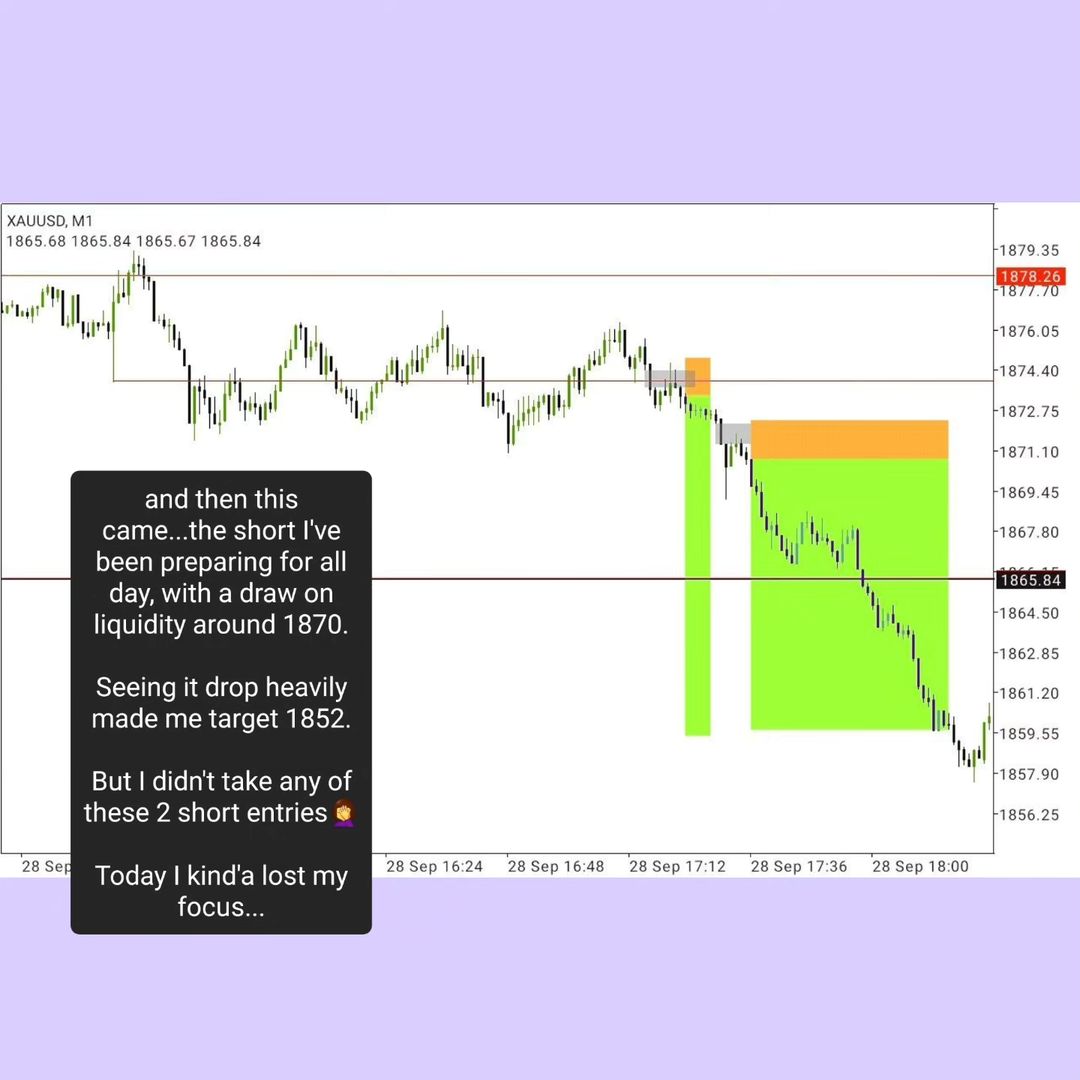 XAUUSD, M1
1865.68 1865.84 1865.67 1865.84
1879.35
1878.26
1877.70
1876.05
1874.40
1872.75
1871.10
1869.45
1867.80
1865.84
1864.50
1862.85
1861.20
1859.55
1857.90
1856.25
and then this
came...the short I've
been preparing for all
day, with a draw on
liquidity around 1870.
Seeing it drop heavily
made me target 1852.
But I didn't take any of
these 2 short entries🤦
Today I kind'a lost my
focus...
28 Sep 28 Sep 16:24 28 Sep 16:48 28 Sep 17:12 28 Sep 17:36 28 Sep 18:00